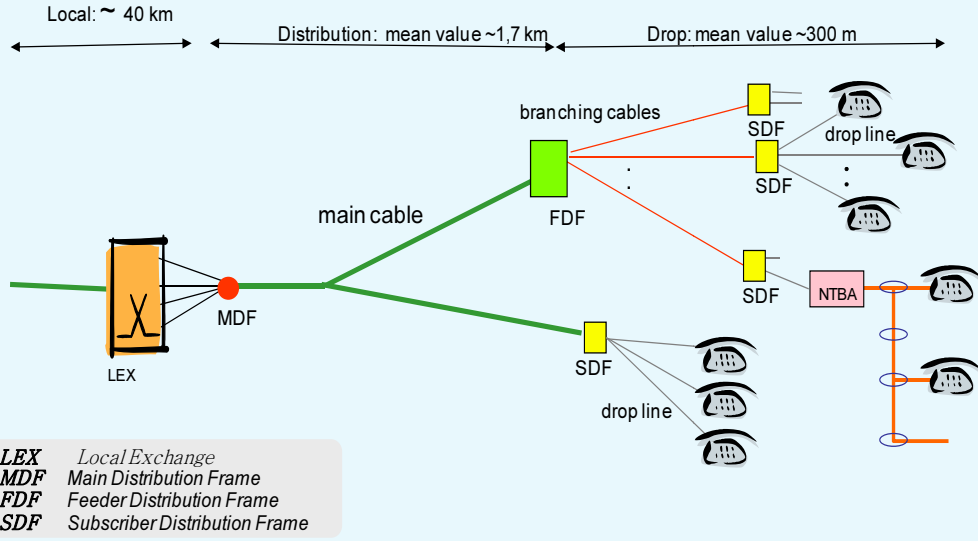 Local: ~ 40 km
Distribution: mean value ~1,7 km
Drop: mean value ~300 m
branching cables
SDF
drop line
SDF
main cable
FDF
SDF
NTBA
MDF
LEX
SDF
drop line
LEX Local Exchange
MDF Main Distribution Frame
FDF Feeder Distribution Frame
SDF Subscriber Distribution Frame